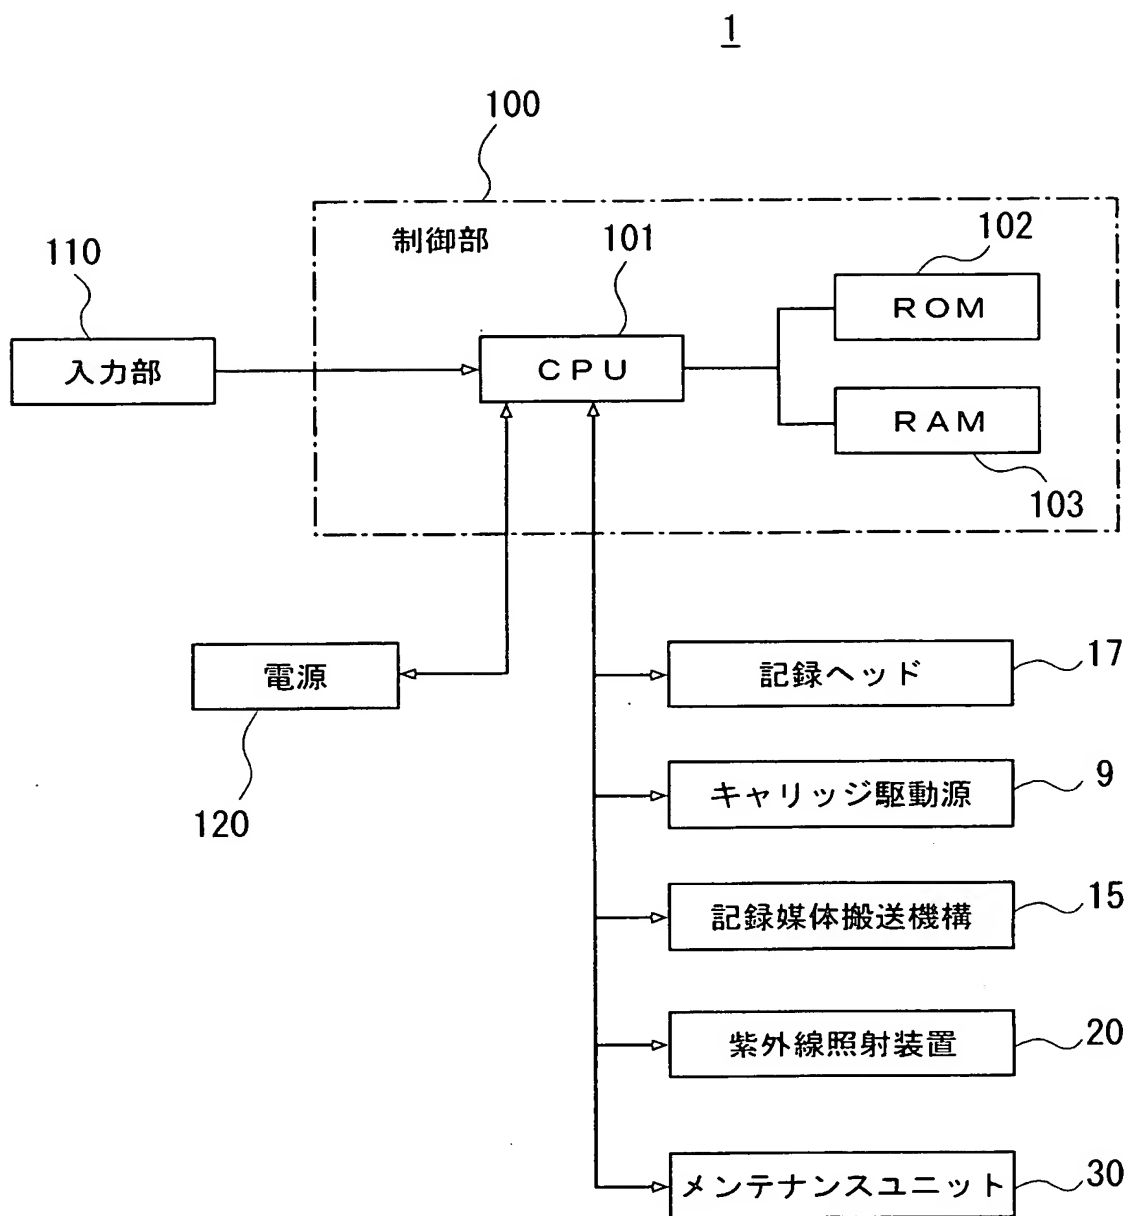 1
100
制御部
101
102
110
ROM
入力部
CPU
RAM
103
電源
120
記録ヘッド
17
キャリッジ駆動源
9
記録媒体搬送機構
15
紫外線照射装置
20
メンテナンスユニット
30